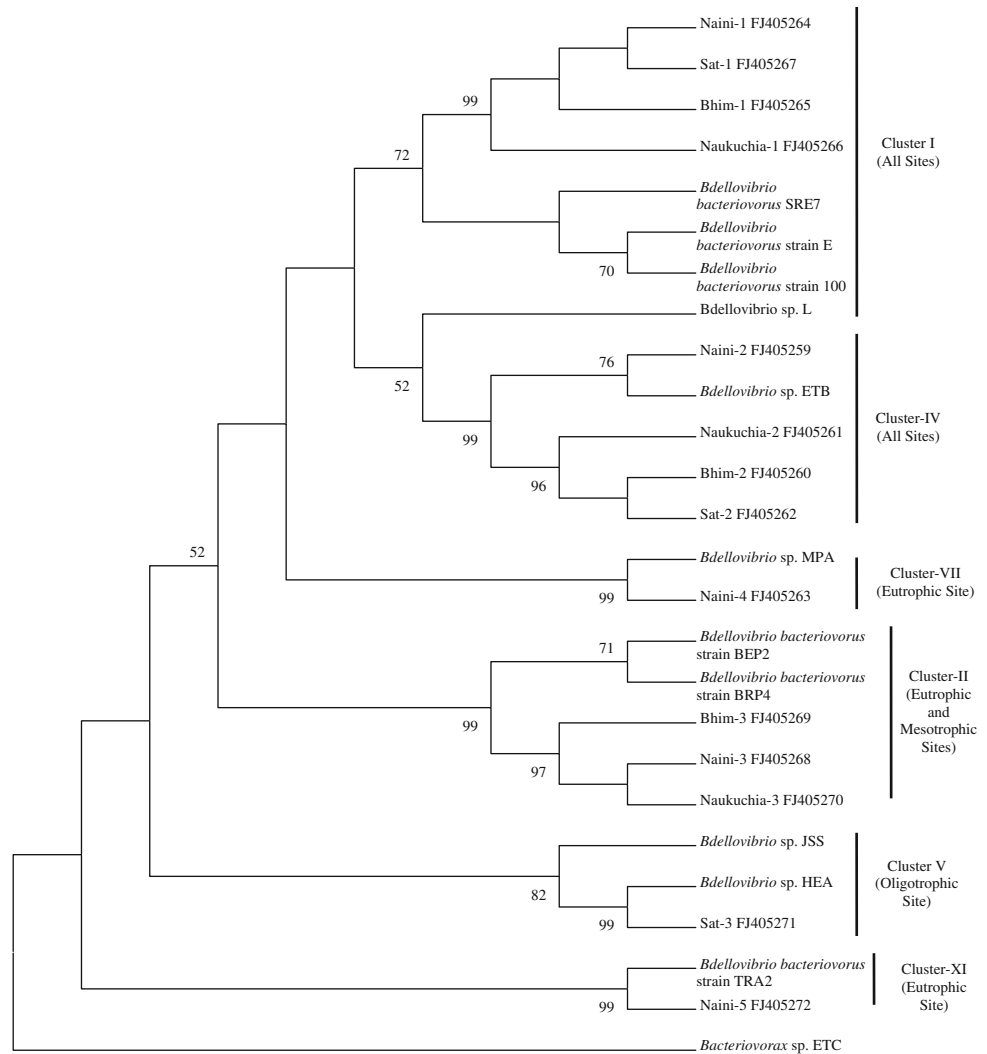 Naini-1 FJ405264
Sat-1 FJ405267
99
Bhim-1 FJ405265
Naukuchia-1 FJ405266
72
Cluster I
(All Sites)
Bdellovibrio
bacteriovorus SRE7
Bdellovibrio
bacteriovorus strain E
70
Bdellovibrio
bacteriovorus strain 100
Bdellovibrio sp. L
Naini-2 FJ405259
76
Bdellovibrio sp. ETB
52
Cluster-IV
(All Sites)
Naukuchia-2 FJ405261
99
Bhim-2 FJ405260
96
Sat-2 FJ405262
52
Bdellovibrio sp. MPA
Cluster-VII
(Eutrophic Site)
Naini-4 FJ405263
99
Bdellovibrio bacteriovorus
strain BEP2
71
Bdellovibrio bacteriovorus
strain BRP4
Cluster-II
(Eutrophic
and
Mesotrophic
Sites)
Bhim-3 FJ405269
99
Naini-3 FJ405268
97
Naukuchia-3 FJ405270
Bdellovibrio sp. JSS
Cluster V
(Oligotrophic
Site)
Bdellovibrio sp. HEA
82
Sat-3 FJ405271
99
Bdellovibrio bacteriovorus
strain TRA2
Cluster-XI
(Eutrophic
Site)
Naini-5 FJ405272
99
Bacteriovorax sp. ETC